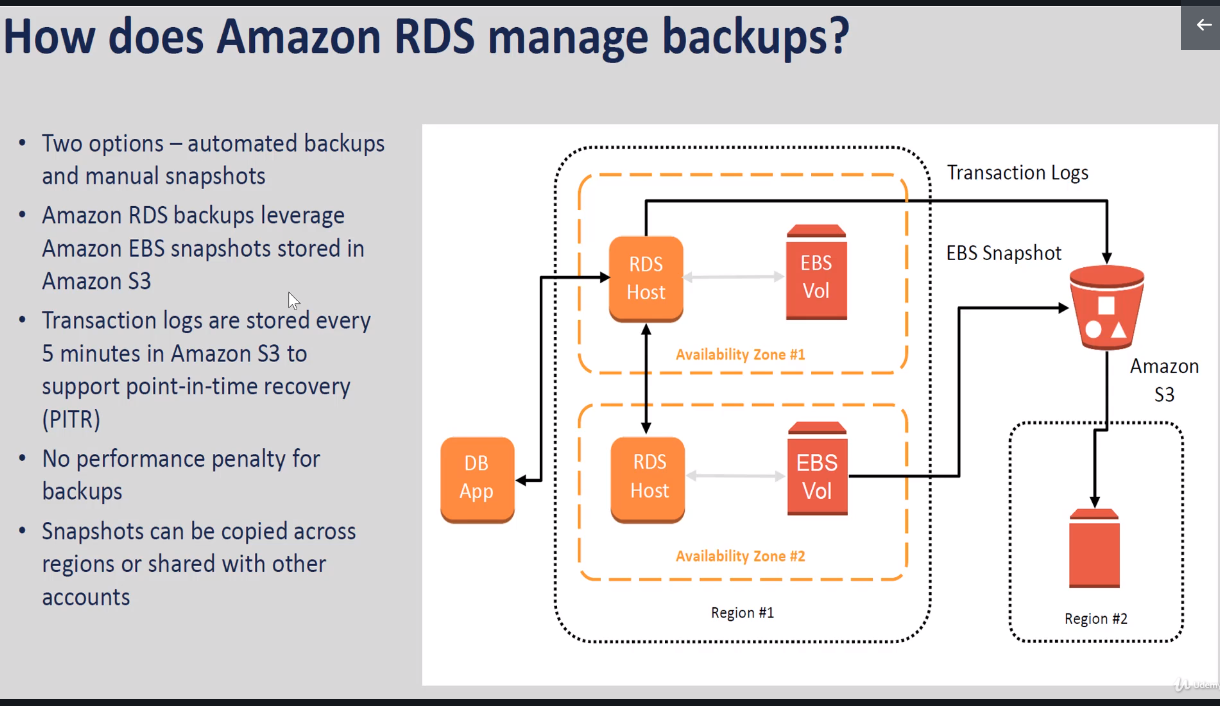 How does Amazon RDS manage backups?
• Two options – automated backups
and manual snapshots
• Amazon RDS backups leverage
Amazon EBS snapshots stored in
Amazon S3
• Transaction logs are stored every
5 minutes in Amazon S3 to
support point-in-time recovery
(PITR)
• No performance penalty for
backups
• Snapshots can be copied across
regions or shared with other
accounts
Transaction Logs
RDS
Host
EBS
Vol
EBS Snapshot
Availability Zone #1
Amazon
S3
DB
App
RDS
Host
EBS
Vol
Availability Zone #2
Region #1
Region #2